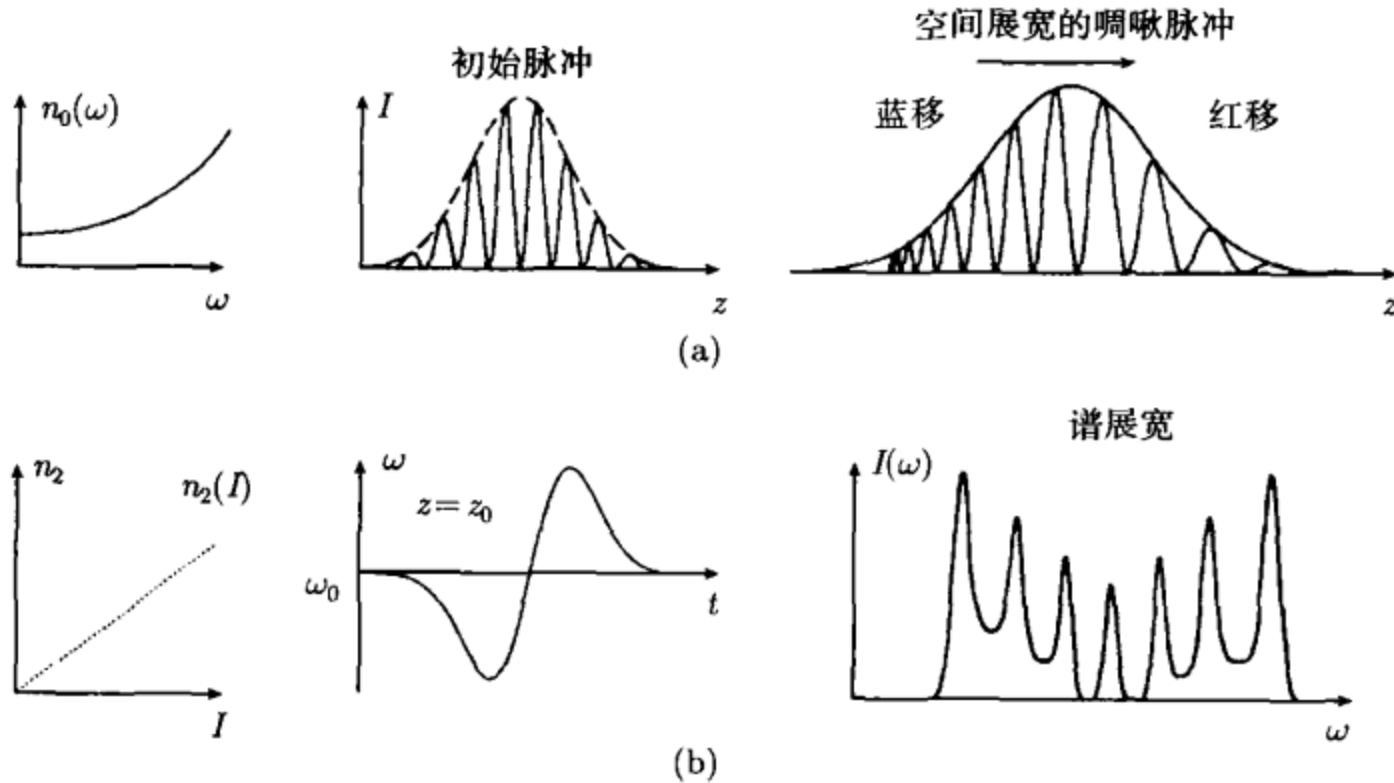 空间展宽的啁啾脉冲
初始脉冲
n₀(ω)
I
蓝移
红移
ω
z
z
(a)
谱展宽
n₂
n₂(I)
ω
z=z₀
I(ω)
ω₀
t
I
ω
(b)